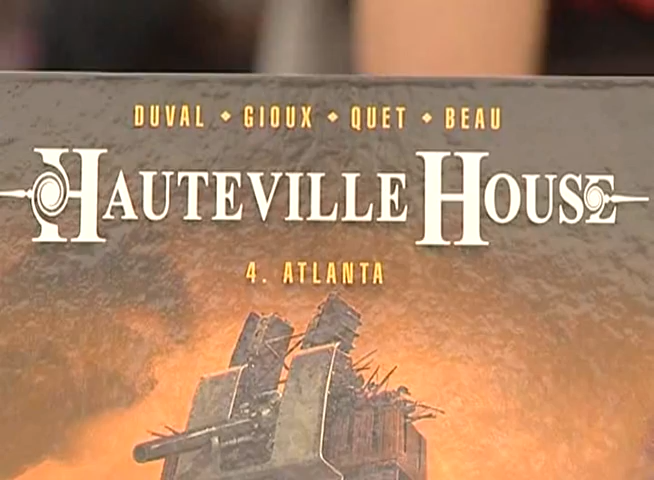 DUVAL ◆ GIOUX ◆ QUET ◆ BEAU
HAUTEVILLE HOUSE
4. ATLANTA